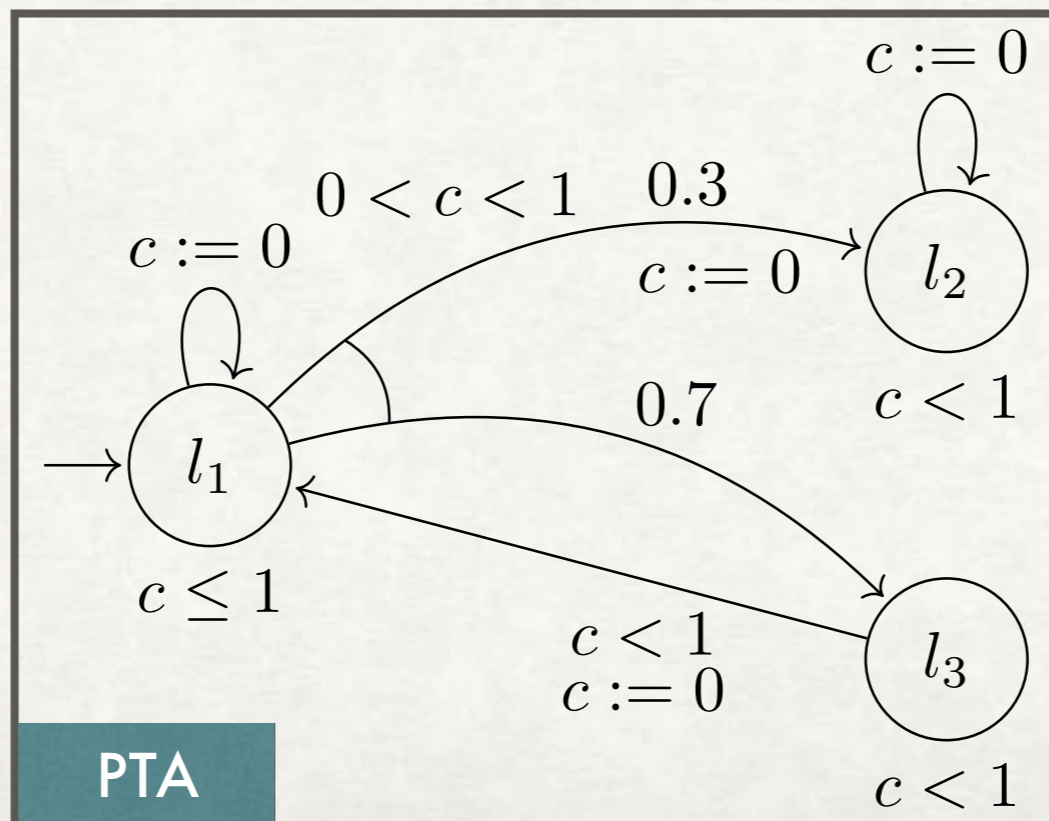 c := 0
0 < c < 1
0.3
c := 0
c := 0
l₂
c < 1
0.7
l₁
c ≤ 1
c < 1
c := 0
l₃
c < 1
PTA